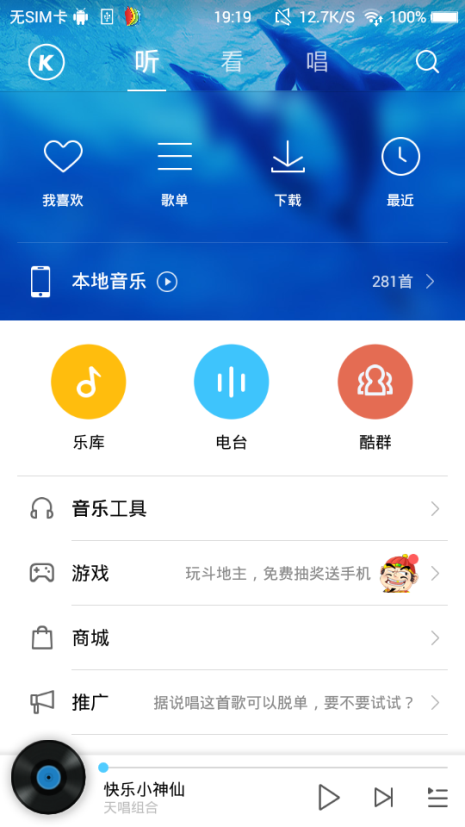 无SIM卡 19:19 12.7K/S 100%
K 听 看 唱
我喜欢 歌单 下载 最近
本地音乐 281首
乐库 电台 酷群
音乐工具
游戏 玩斗地主，免费抽奖送手机
商城
推广 据说唱这首歌可以脱单，要不要试试？
快乐小神仙
天唱组合